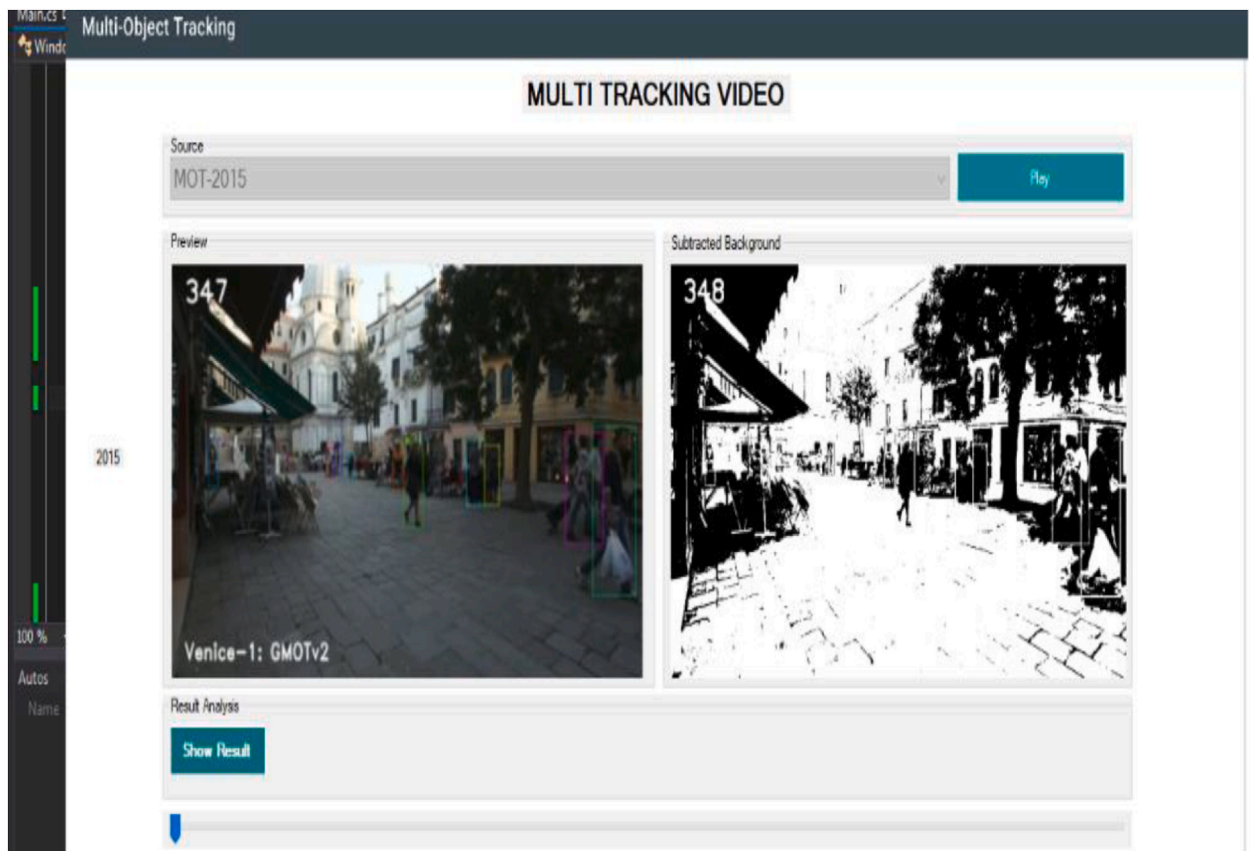 Main.cs
Multi-Object Tracking
MULTI TRACKING VIDEO
Source
MOT-2015
Play
Preview
347
Venice-1: GMOTv2
Subtracted Background
348
2015
Result Analysis
Show Result
100 %
Autos
Name